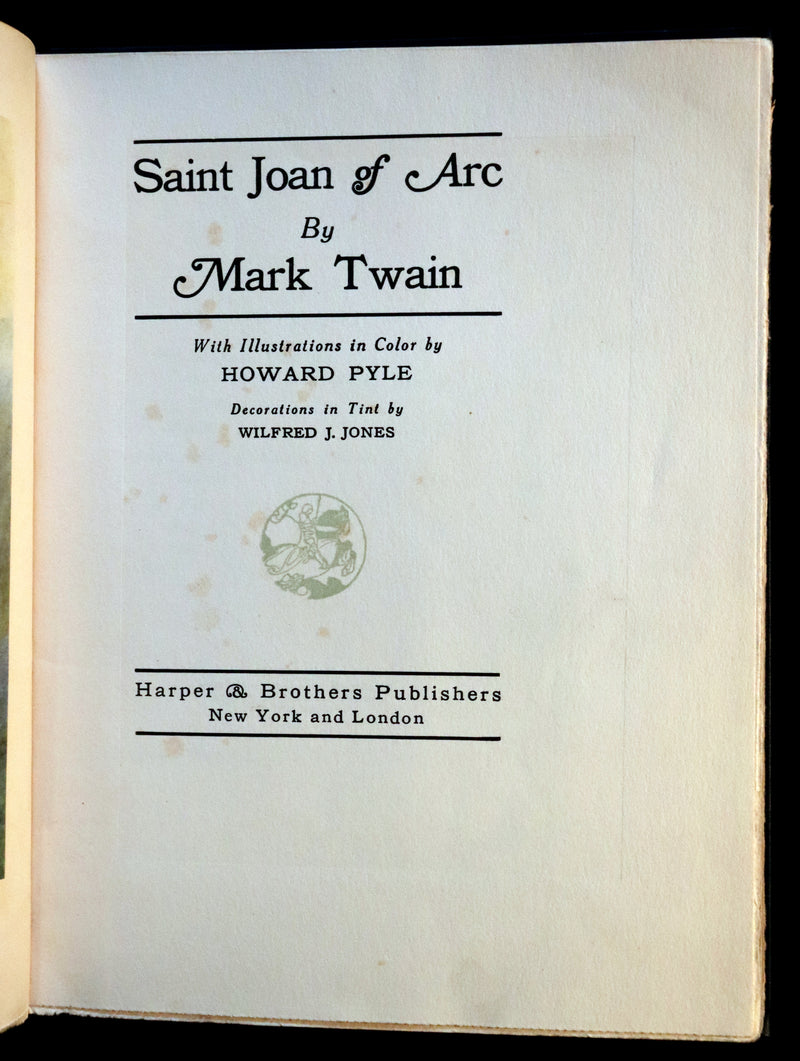 Saint Joan of Arc
By
Mark Twain
With Illustrations in Color by
HOWARD PYLE
Decorations in Tint by
WILFRED J. JONES
Harper & Brothers Publishers
New York and London